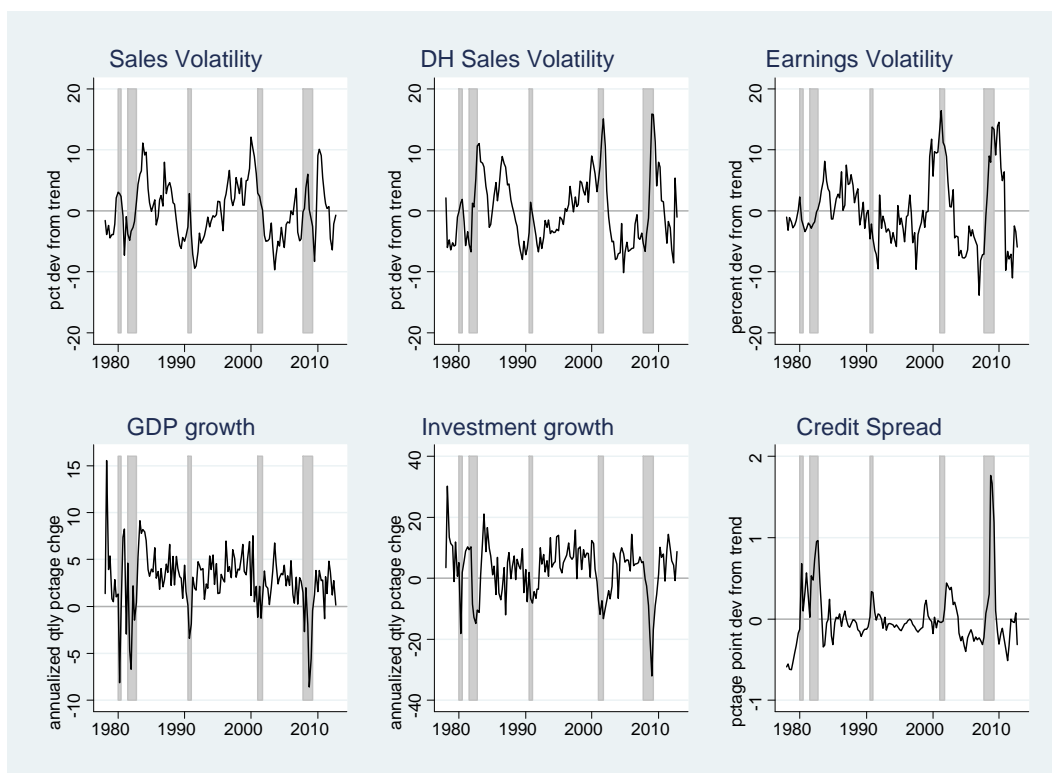 Sales Volatility
pct dev from trend
20
10
0
-10
-20
1980 1990 2000 2010
DH Sales Volatility
pct dev from trend
20
10
0
-10
-20
1980 1990 2000 2010
Earnings Volatility
percent dev from trend
20
10
0
-10
-20
1980 1990 2000 2010
GDP growth
annualized qtly pctage chge
15
10
5
0
-5
-10
1980 1990 2000 2010
Investment growth
annualized qtly pctage chge
40
20
0
-20
-40
1980 1990 2000 2010
Credit Spread
pctage point dev from trend
2
1
0
-1
1980 1990 2000 2010